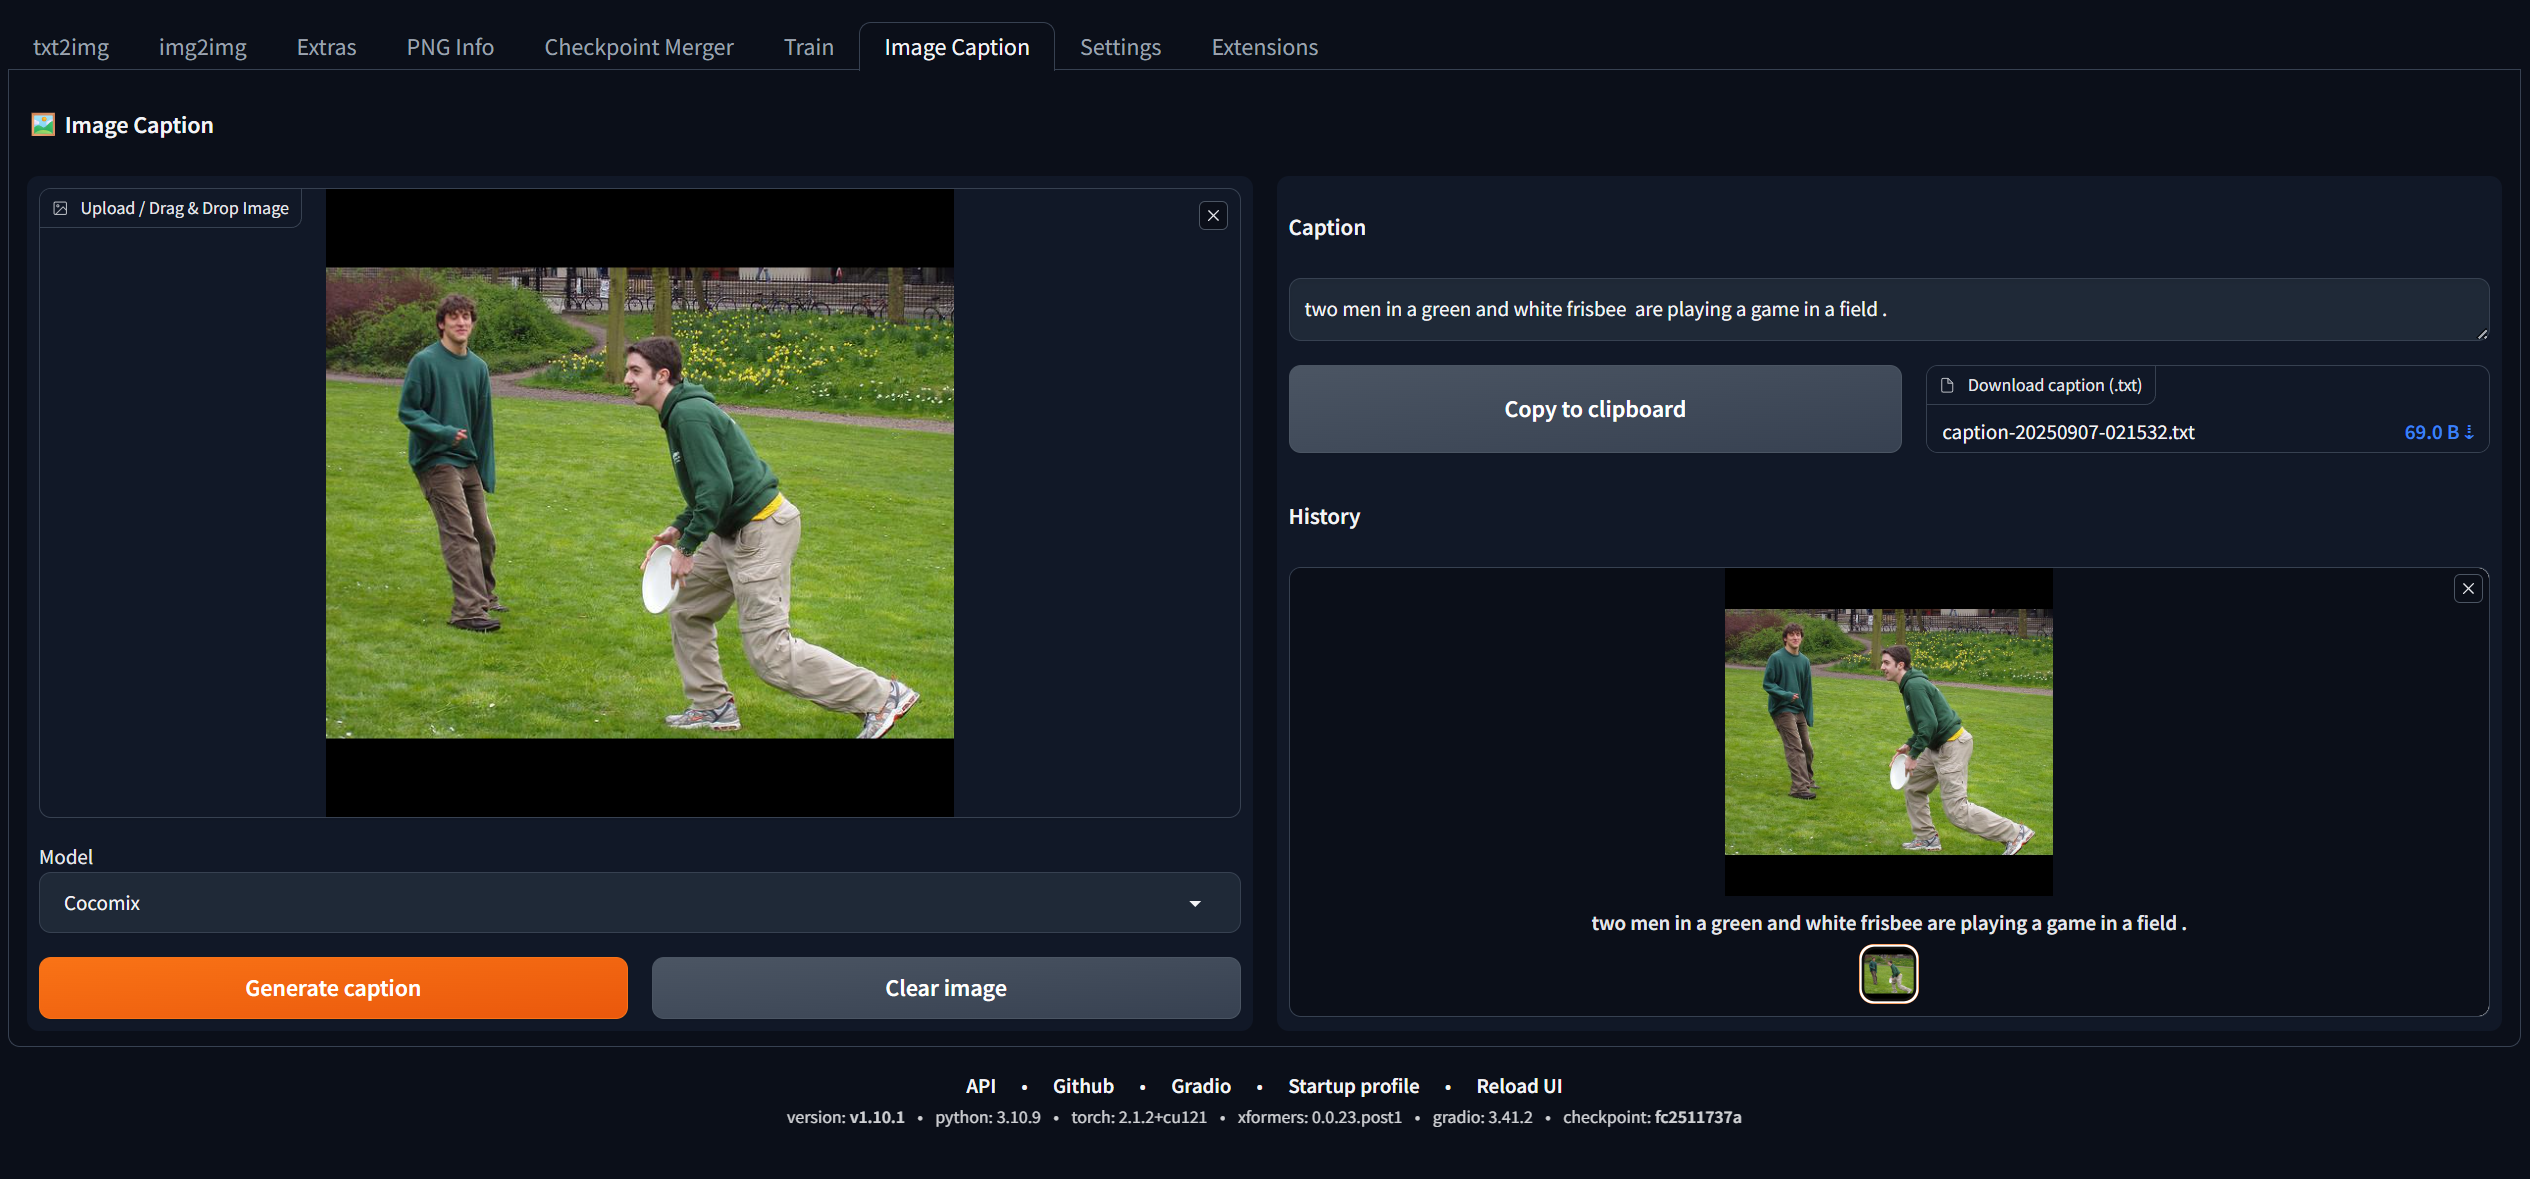 txt2img img2img Extras PNG Info Checkpoint Merger Train Image Caption Settings Extensions
Image Caption
Upload / Drag & Drop Image
Model
Cocomix
Generate caption Clear image
Caption
two men in a green and white frisbee  are playing a game in a field .
Copy to clipboard
Download caption (.txt)
caption-20250907-021532.txt 69.0 B ⇣
History
two men in a green and white frisbee are playing a game in a field .
API • Github • Gradio • Startup profile • Reload UI
version: v1.10.1 • python: 3.10.9 • torch: 2.1.2+cu121 • xformers: 0.0.23.post1 • gradio: 3.41.2 • checkpoint: fc2511737a